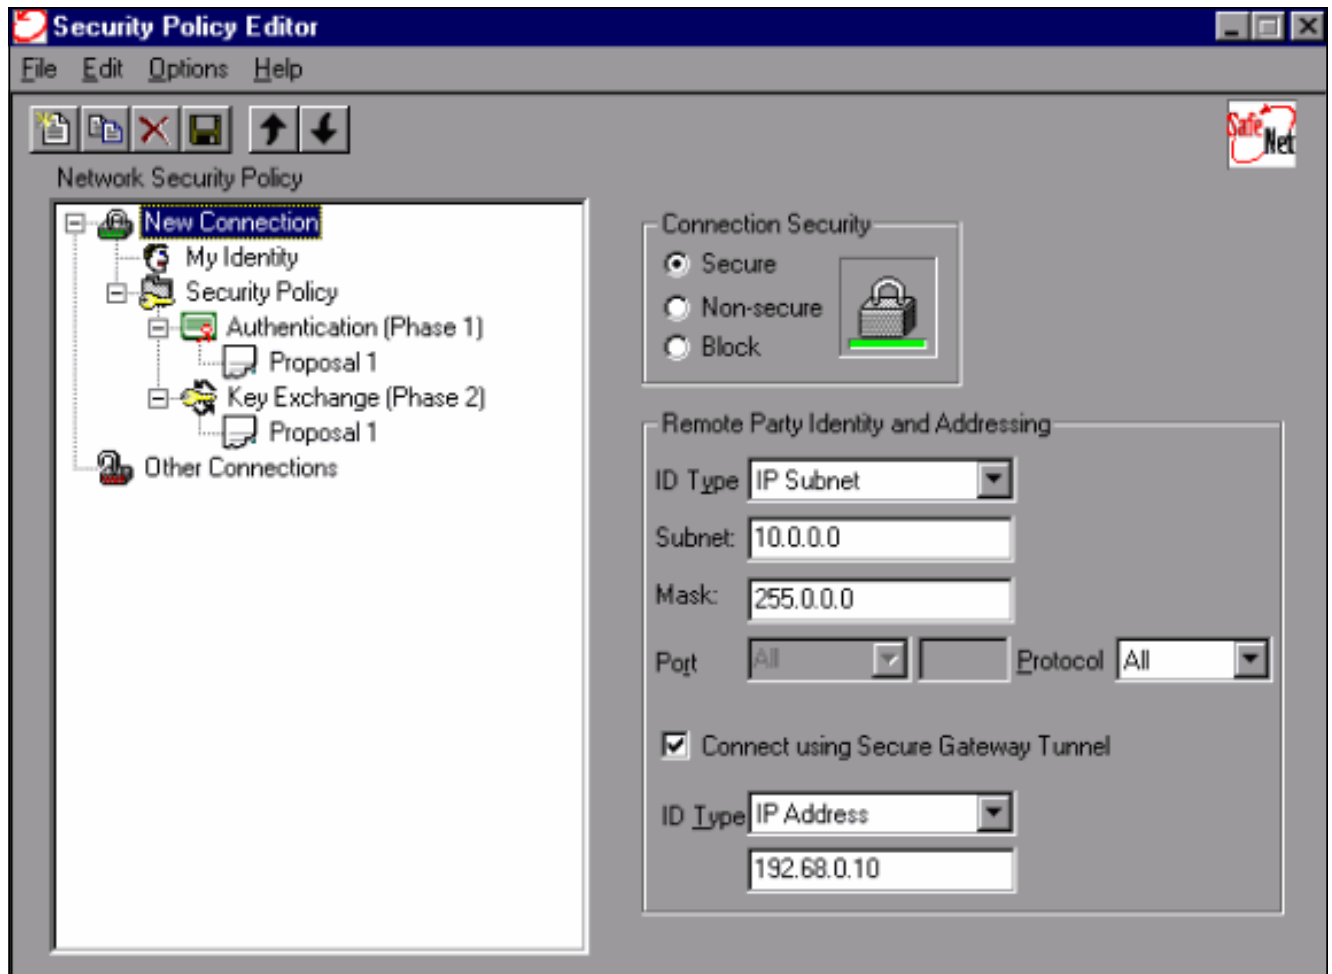 Security Policy Editor
File Edit Options Help
Safe Net
Network Security Policy
New Connection
My Identity
Security Policy
Authentication (Phase 1)
Proposal 1
Key Exchange (Phase 2)
Proposal 1
Other Connections
Connection Security
Secure
Non-secure
Block
Remote Party Identity and Addressing
ID Type IP Subnet
Subnet: 10.0.0.0
Mask: 255.0.0.0
Port All Protocol All
Connect using Secure Gateway Tunnel
ID Type IP Address
192.68.0.10